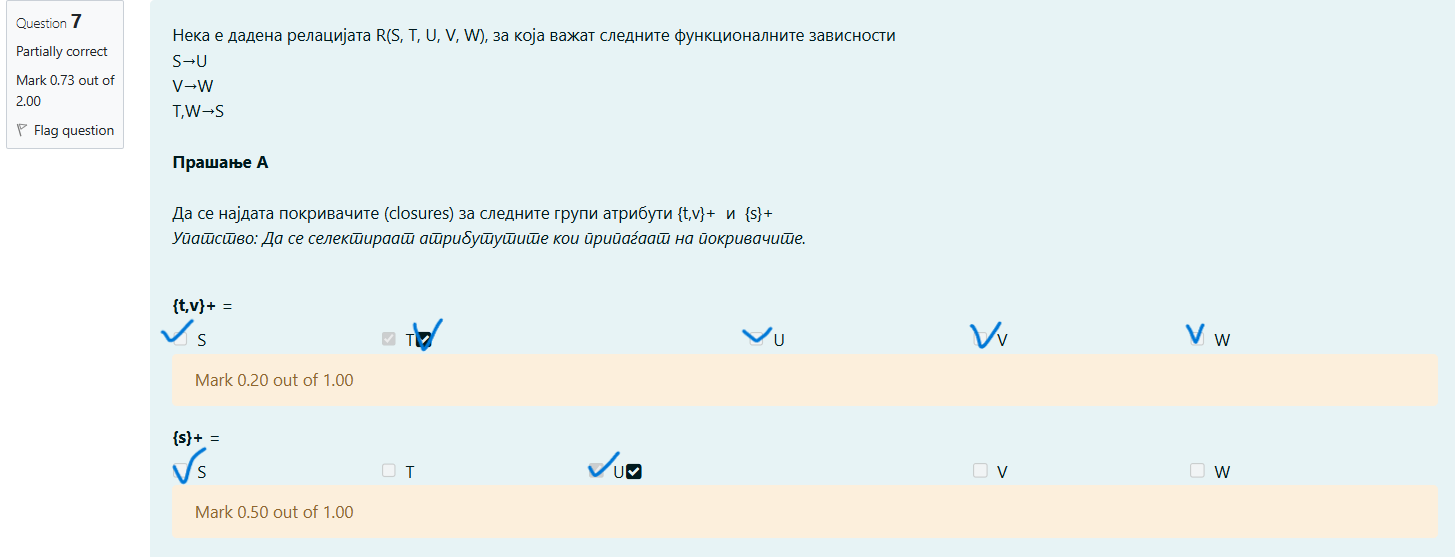 Question 7
Partially correct
Mark 0.73 out of
2.00
Flag question
Нека е дадена релацијата R(S, T, U, V, W), за која важат следните функционалните зависности
S→U
V→W
T,W→S
Прашање А
Да се најдата покривачите (closures) за следните групи атрибути {t,v}+ и {s}+
Упатство: Да се селектираат атрибутутите кои припаѓаат на покривачите.
{t,v}+ =
S T U V W
Mark 0.20 out of 1.00
{s}+ =
S T U V W
Mark 0.50 out of 1.00